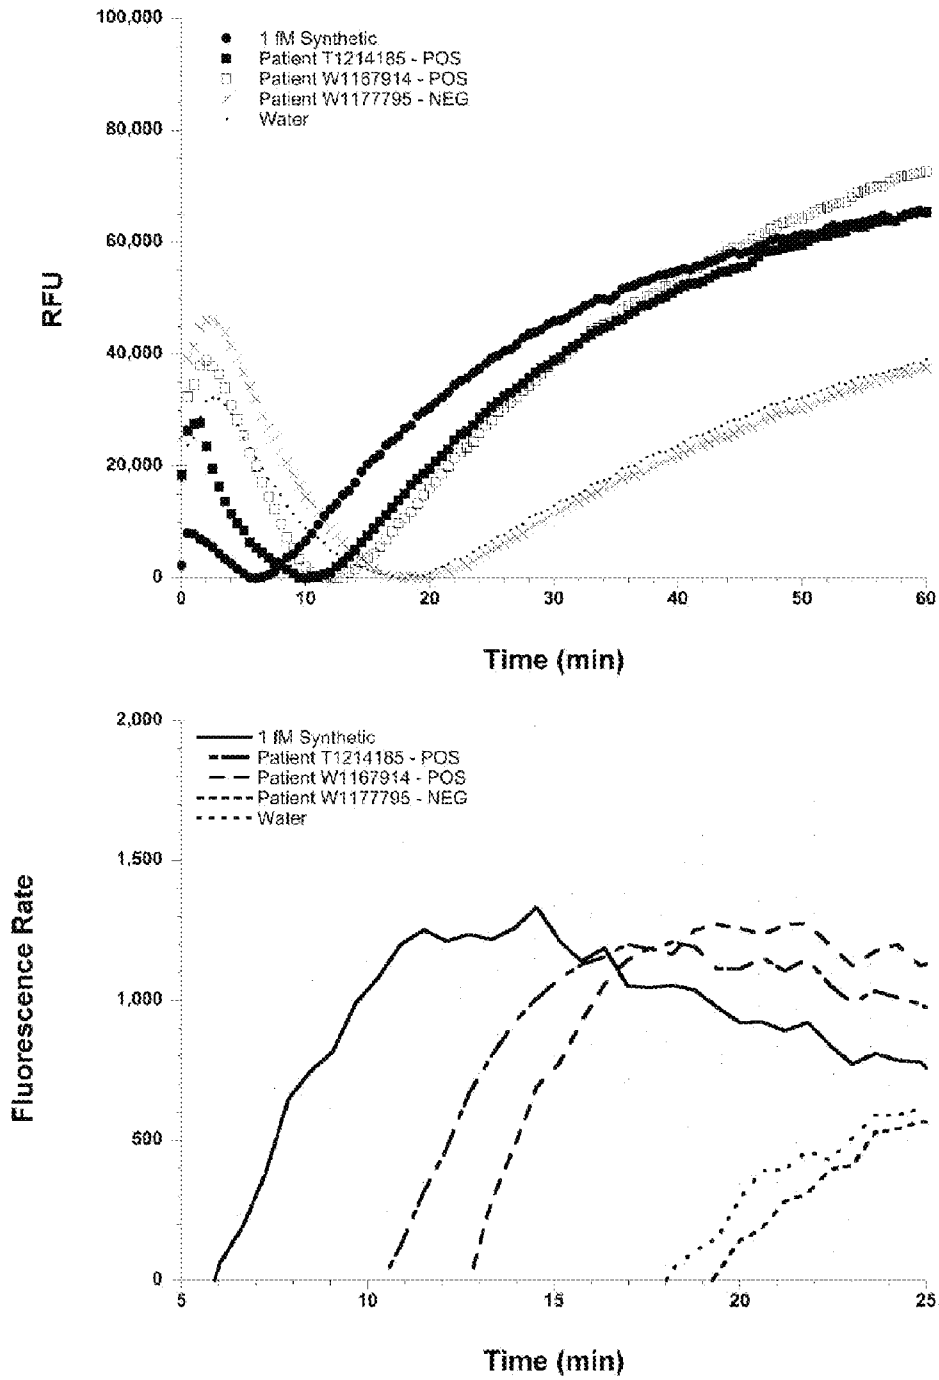 100,000
1 fM Synthetic
Patient T1214185 - POS
Patient W1167914 - POS
Patient W1177795 - NEG
Water
80,000
60,000
RFU
40,000
20,000
0
0 10 20 30 40 50 60
Time (min)
2,000
1 fM Synthetic
Patient T1214185 - POS
Patient W1167914 - POS
Patient W1177795 - NEG
Water
1,500
Fluorescence Rate
1,000
500
0
5 10 15 20 25
Time (min)